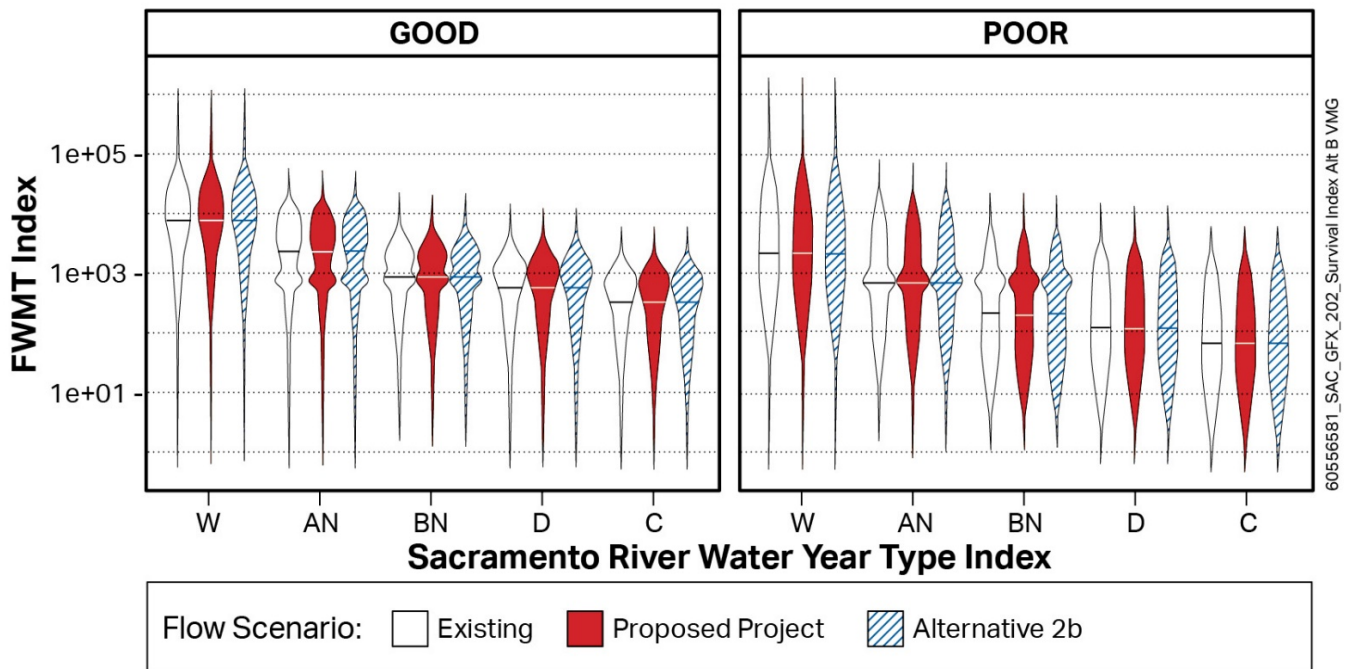 GOOD
POOR
1e+05
1e+03
1e+01
FWMT Index
W AN BN D C
W AN BN D C
Sacramento River Water Year Type Index
Flow Scenario: Existing Proposed Project Alternative 2b
60556581_SAC_GFX_202_Survival Index Alt B VMG